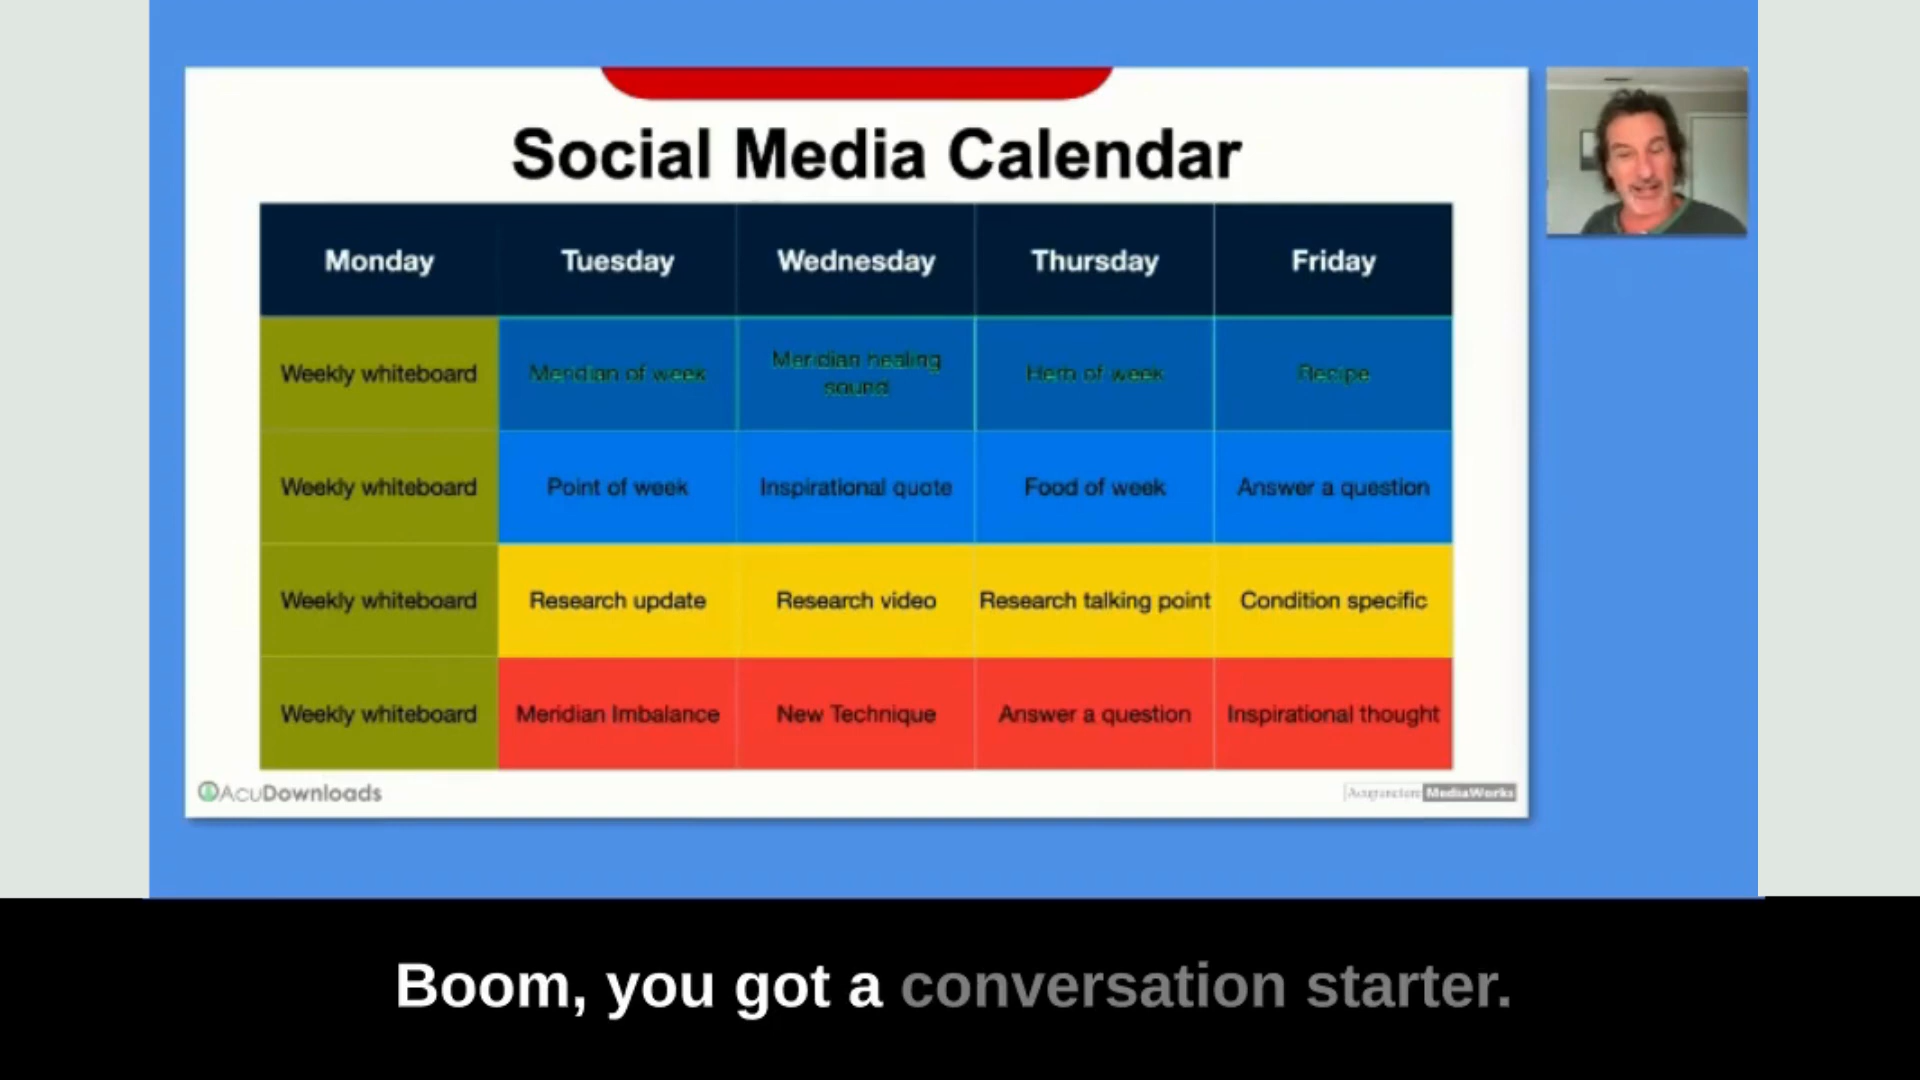 Social Media Calendar
Monday Tuesday Wednesday Thursday Friday
Weekly whiteboard Meridian of week Meridian healing sound Herb of week Recipe
Weekly whiteboard Point of week Inspirational quote Food of week Answer a question
Weekly whiteboard Research update Research video Research talking point Condition specific
Weekly whiteboard Meridian Imbalance New Technique Answer a question Inspirational thought
AcuDownloads
Acupuncture MediaWorks
Boom, you got a conversation starter.